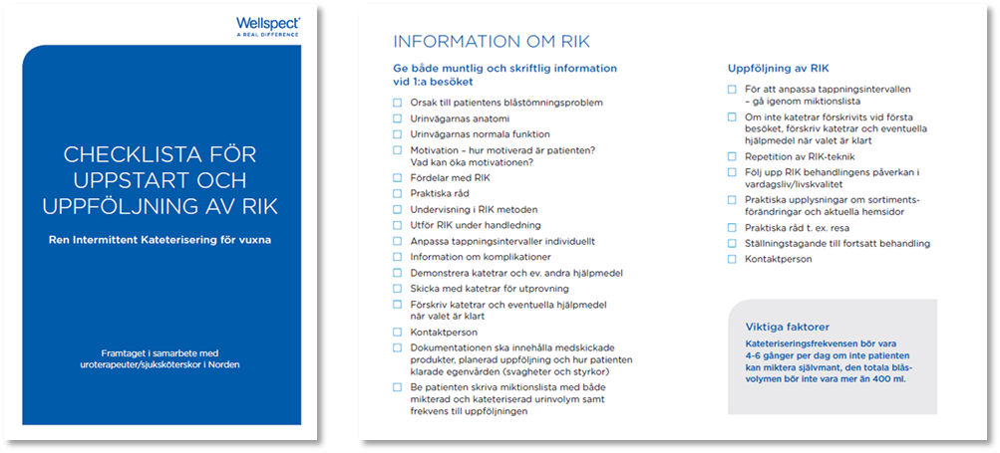 Wellspect®
A REAL DIFFERENCE
CHECKLISTA FÖR
UPPSTART OCH
UPPFÖLJNING AV RIK
Ren Intermittent Kateterisering för vuxna
Framtaget i samarbete med
uroterapeuter/sjuksköterskor i Norden
INFORMATION OM RIK
Ge både muntlig och skriftlig information
vid 1:a besöket
Orsak till patientens blåstömningsproblem
Urinvägarnas anatomi
Urinvägarnas normala funktion
Motivation – hur motiverad är patienten?
Vad kan öka motivationen?
Fördelar med RIK
Praktiska råd
Undervisning i RIK metoden
Utför RIK under handledning
Anpassa tappningsintervaller individuellt
Information om komplikationer
Demonstrera katetrar och ev. andra hjälpmedel
Skicka med katetrar för utprovning
Förskriv katetrar och eventuella hjälpmedel
när valet är klart
Kontaktperson
Dokumentationen ska innehålla medskickade
produkter, planerad uppföljning och hur patienten
klarade egenvården (svagheter och styrkor)
Be patienten skriva miktionslista med både
mikterad och kateteriserad urinvolym samt
frekvens till uppföljningen
Uppföljning av RIK
För att anpassa tappningsintervallen
– gå igenom miktionslista
Om inte katetrar förskrivits vid första
besöket, förskriv katetrar och eventuella
hjälpmedel när valet är klart
Repetition av RIK-teknik
Följ upp RIK behandlingens påverkan i
vardagsliv/livskvalitet
Praktiska upplysningar om sortiments-
förändringar och aktuella hemsidor
Praktiska råd t. ex. resa
Ställningstagande till fortsatt behandling
Kontaktperson
Viktiga faktorer
Kateteriseringsfrekvensen bör vara
4-6 gånger per dag om inte patienten
kan miktera självmant, den totala blås-
volymen bör inte vara mer än 400 ml.